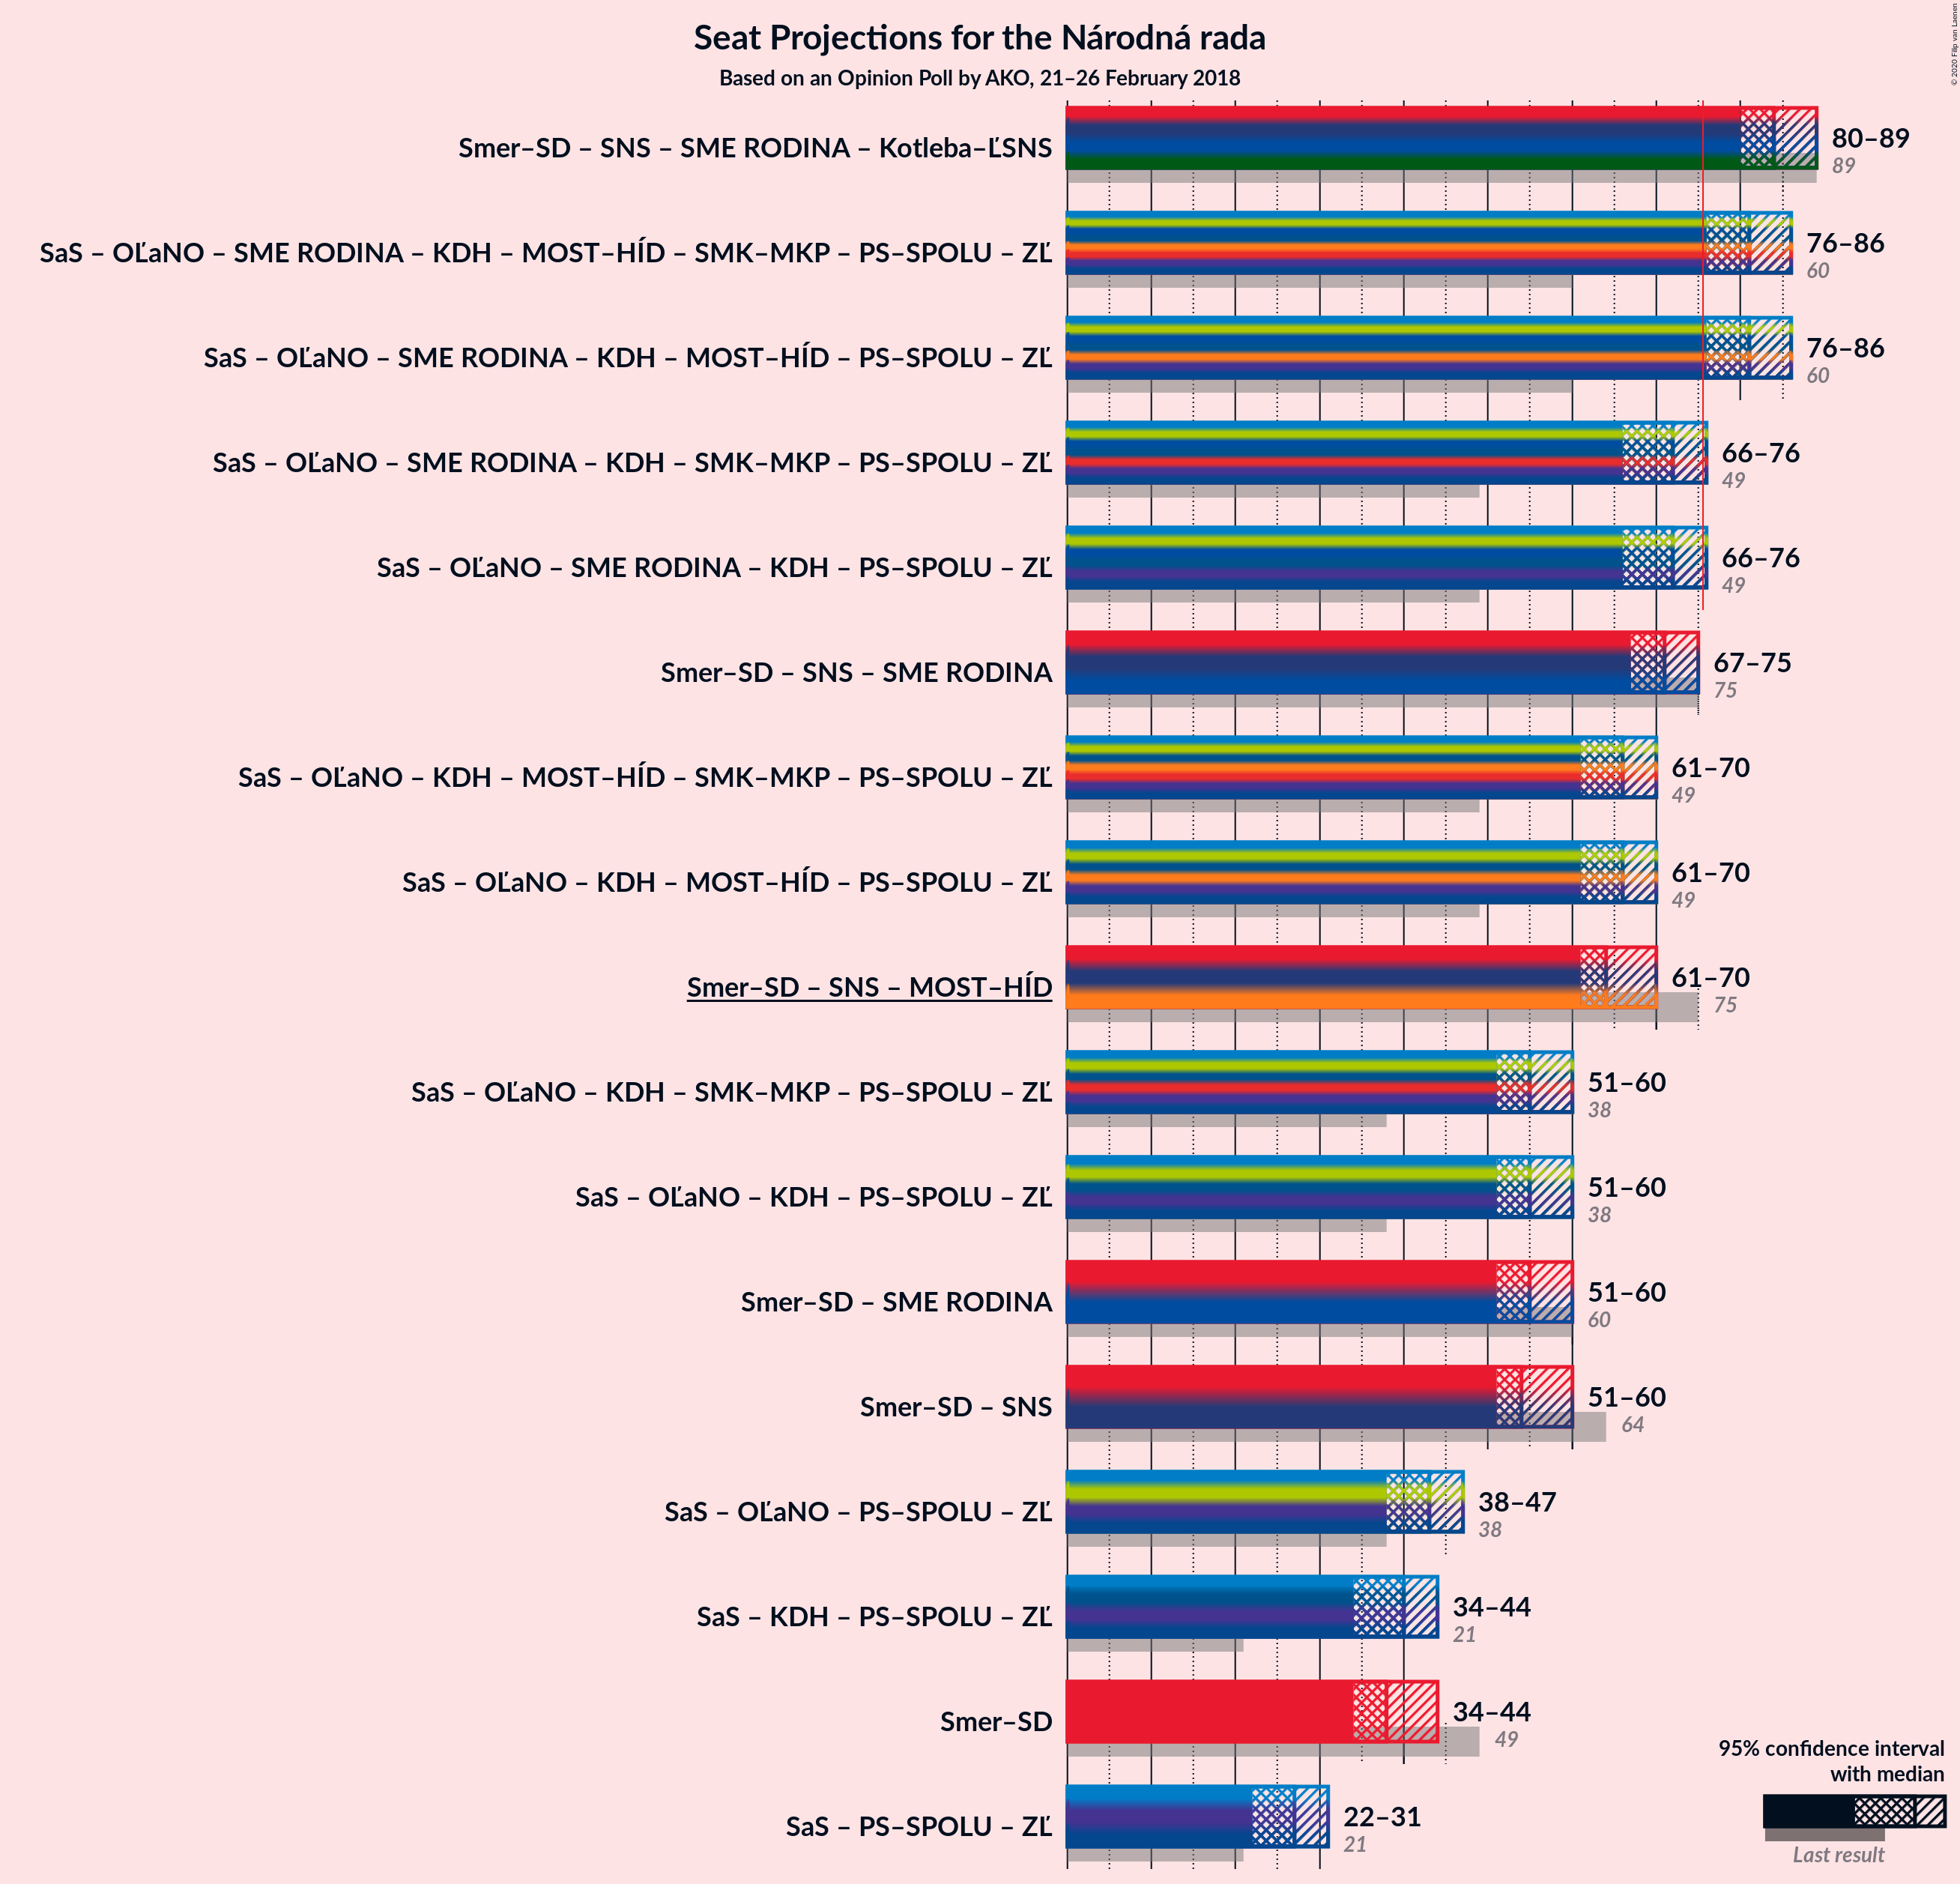 Seat Projections for the Národná rada
Based on an Opinion Poll by AKO, 21–26 February 2018
© 2020 Filip van Laenen
Smer–SD – SNS – SME RODINA – Kotleba–ĽSNS
80–89
89
SaS – OĽaNO – SME RODINA – KDH – MOST–HÍD – SMK–MKP – PS–SPOLU – ZĽ
76–86
60
SaS – OĽaNO – SME RODINA – KDH – MOST–HÍD – PS–SPOLU – ZĽ
76–86
60
SaS – OĽaNO – SME RODINA – KDH – SMK–MKP – PS–SPOLU – ZĽ
66–76
49
SaS – OĽaNO – SME RODINA – KDH – PS–SPOLU – ZĽ
66–76
49
Smer–SD – SNS – SME RODINA
67–75
75
SaS – OĽaNO – KDH – MOST–HÍD – SMK–MKP – PS–SPOLU – ZĽ
61–70
49
SaS – OĽaNO – KDH – MOST–HÍD – PS–SPOLU – ZĽ
61–70
49
Smer–SD – SNS – MOST–HÍD
61–70
75
SaS – OĽaNO – KDH – SMK–MKP – PS–SPOLU – ZĽ
51–60
38
SaS – OĽaNO – KDH – PS–SPOLU – ZĽ
51–60
38
Smer–SD – SME RODINA
51–60
60
Smer–SD – SNS
51–60
64
SaS – OĽaNO – PS–SPOLU – ZĽ
38–47
38
SaS – KDH – PS–SPOLU – ZĽ
34–44
21
Smer–SD
34–44
49
SaS – PS–SPOLU – ZĽ
22–31
21
95% confidence interval
with median
Last result